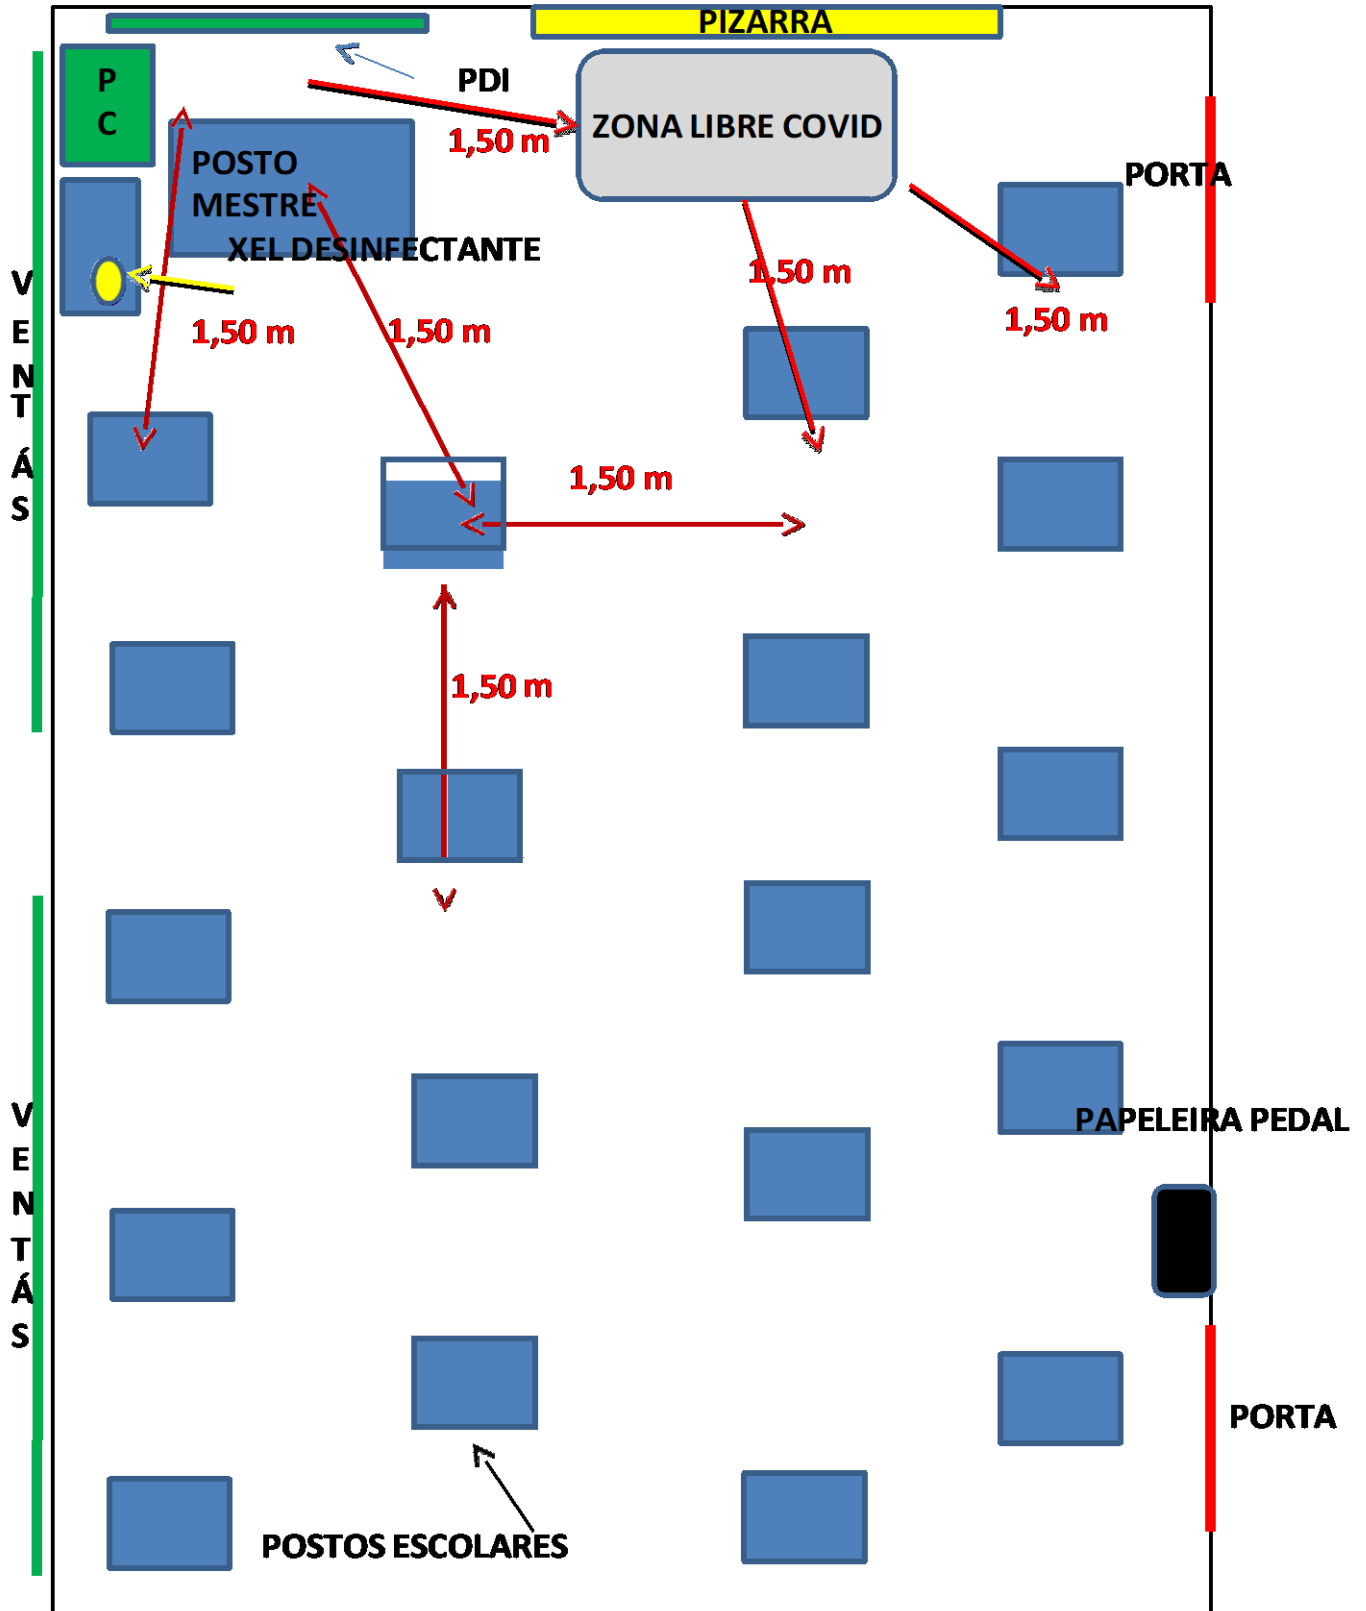 PIZARRA
P
C
PDI
1,50 m
ZONA LIBRE COVID
POSTO
MESTRE
PORTA
XEL DESINFECTANTE
1,50 m
1,50 m
1,50 m
1,50 m
V
E
N
T
Á
S
1,50 m
1,50 m
V
E
N
T
Á
S
PAPELEIRA PEDAL
PORTA
POSTOS ESCOLARES